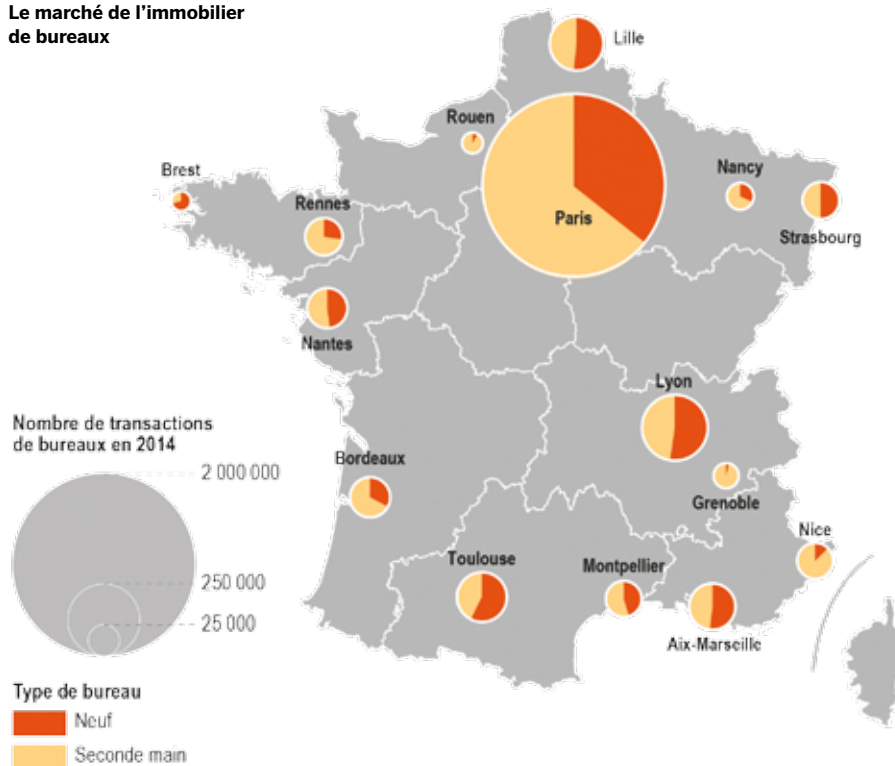 Le marché de l'immobilier
de bureaux
Lille
Rouen
Paris
Nancy
Strasbourg
Brest
Rennes
Nantes
Lyon
Grenoble
Bordeaux
Nice
Toulouse
Montpellier
Aix-Marseille
Nombre de transactions
de bureaux en 2014
2 000 000
250 000
25 000
Type de bureau
Neuf
Seconde main